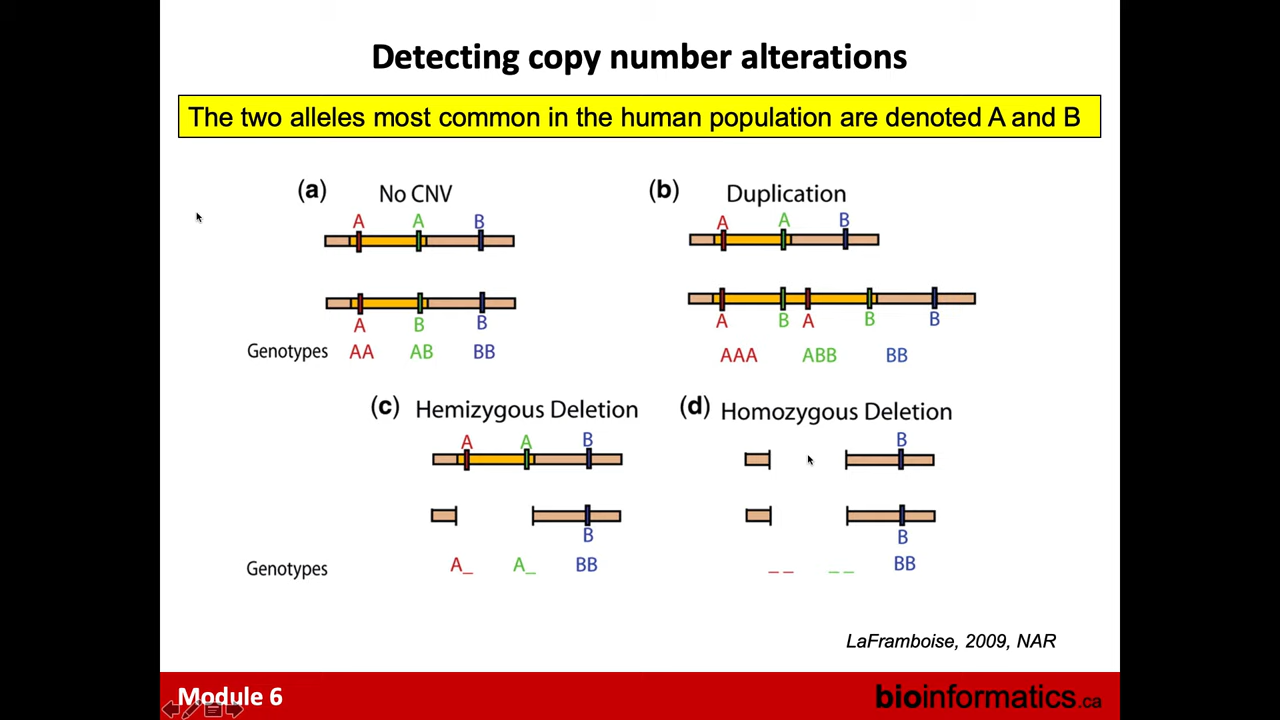 Detecting copy number alterations
The two alleles most common in the human population are denoted A and B
(a) No CNV
A A B
A B B
Genotypes AA AB BB
(b) Duplication
A A B
A B A B B
AAA ABB BB
(c) Hemizygous Deletion
A A B
B
Genotypes A_ A_ BB
(d) Homozygous Deletion
B
B
_ _ _ _ BB
LaFramboise, 2009, NAR
Module 6
bioinformatics.ca